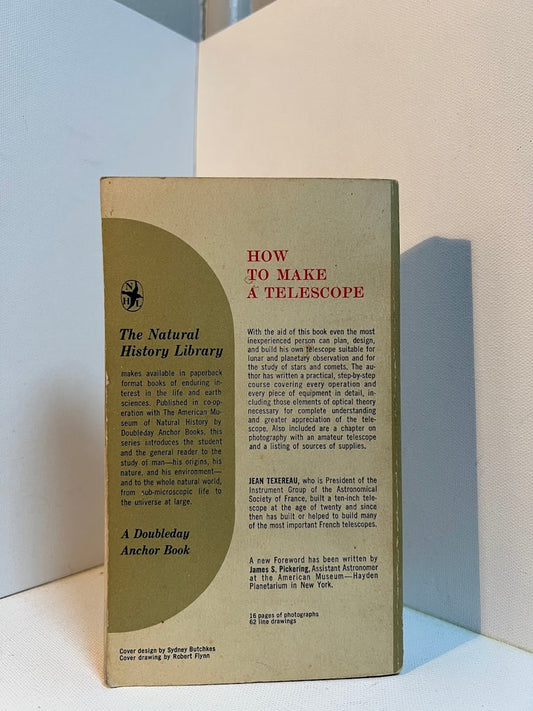 N
H L
The Natural
History Library
makes available in paperback
format books of enduring in-
terest in the life and earth
sciences. Published in co-op-
eration with The American Mu-
seum of Natural History by
Doubleday Anchor Books, this
series introduces the student
and the general reader to the
study of man—his origins, his
nature, and his environment—
and to the whole natural world,
from sub-microscopic life to
the universe at large.
A Doubleday
Anchor Book
Cover design by Sydney Butchkes
Cover drawing by Robert Flynn
HOW
TO MAKE
A TELESCOPE
With the aid of this book even the most
inexperienced person can plan, design,
and build his own telescope suitable for
lunar and planetary observation and for
the study of stars and comets. The au-
thor has written a practical, step-by-step
course covering every operation and
every piece of equipment in detail, in-
cluding those elements of optical theory
necessary for complete understanding
and greater appreciation of the tele-
scope. Also included are a chapter on
photography with an amateur telescope
and a listing of sources of supplies.
JEAN TEXEREAU, who is President of the
Instrument Group of the Astronomical
Society of France, built a ten-inch tele-
scope at the age of twenty and since
then has built or helped to build many
of the most important French telescopes.
A new Foreword has been written by
James S. Pickering, Assistant Astronomer
at the American Museum—Hayden
Planetarium in New York.
16 pages of photographs
62 line drawings